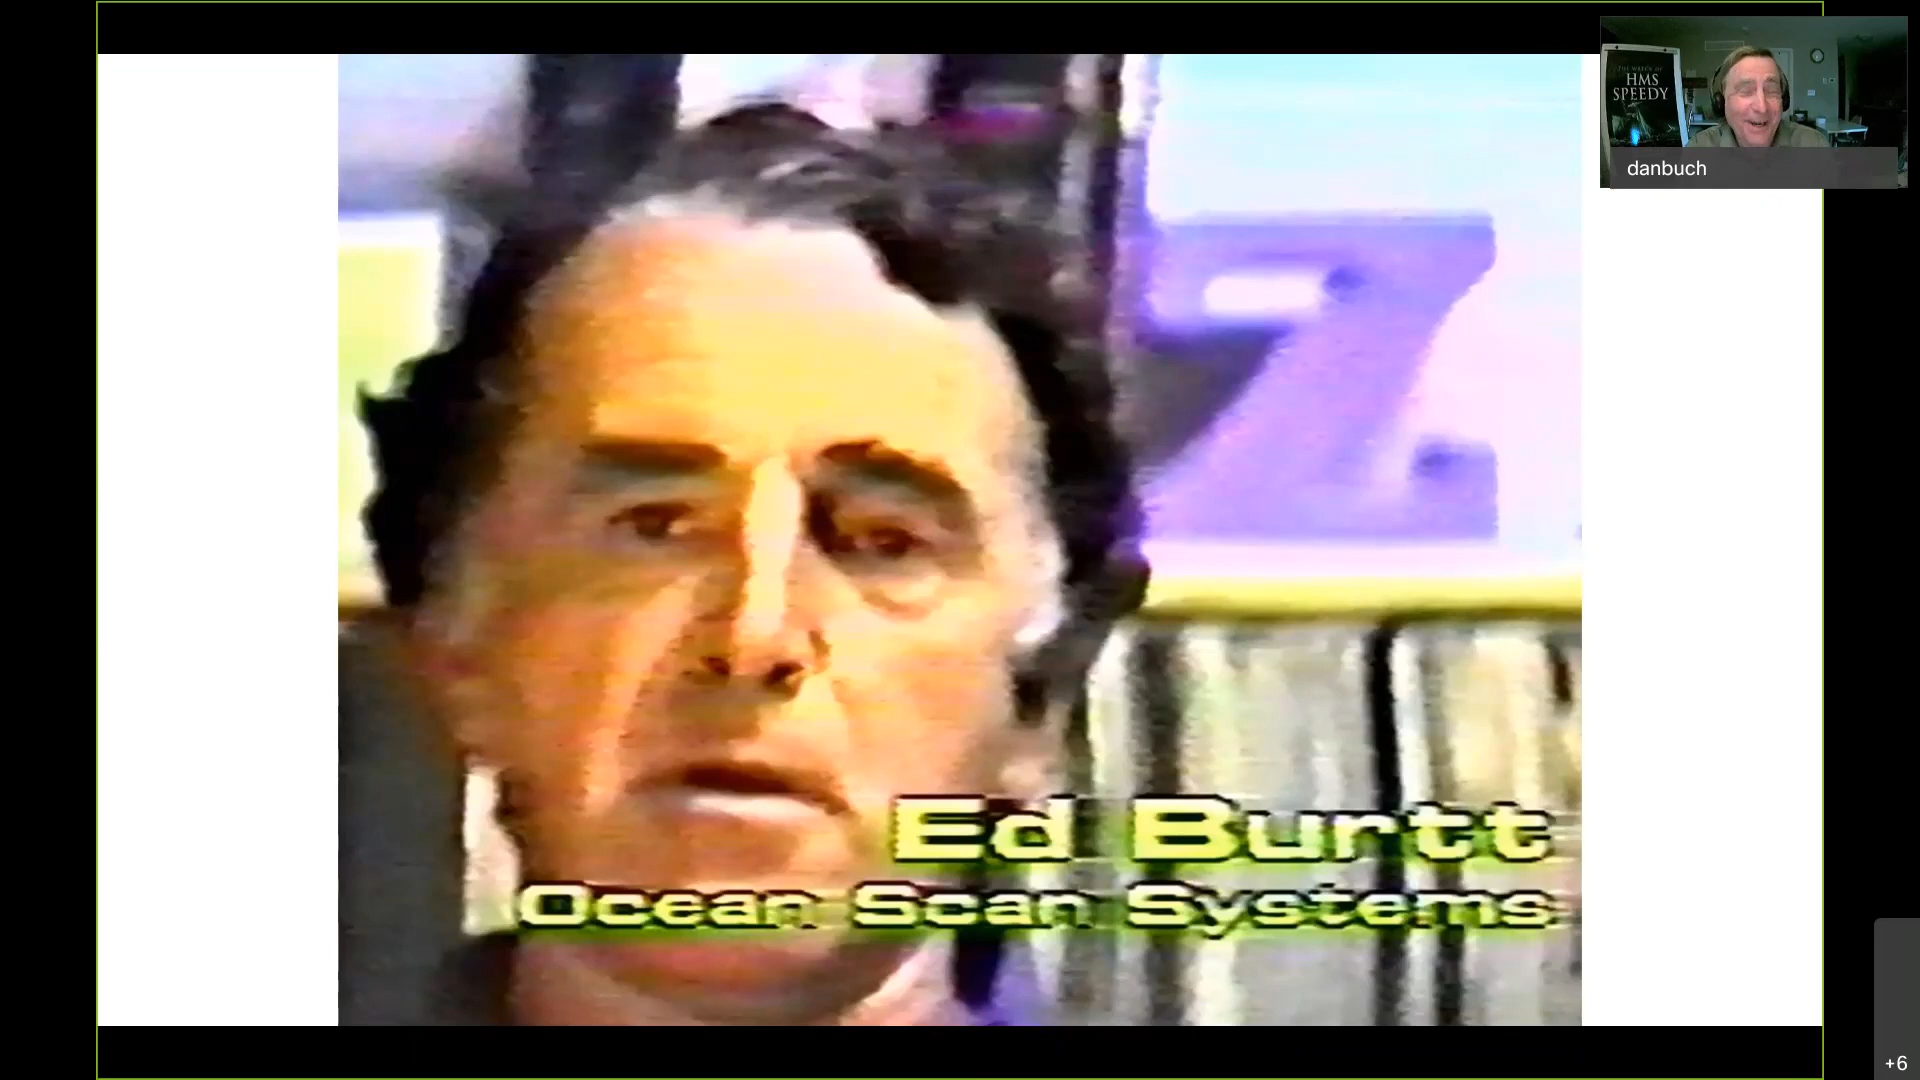 THE WRECK OF
HMS
SPEEDY
danbuch
Z
Ed Burtt
Ocean Scan Systems
+6